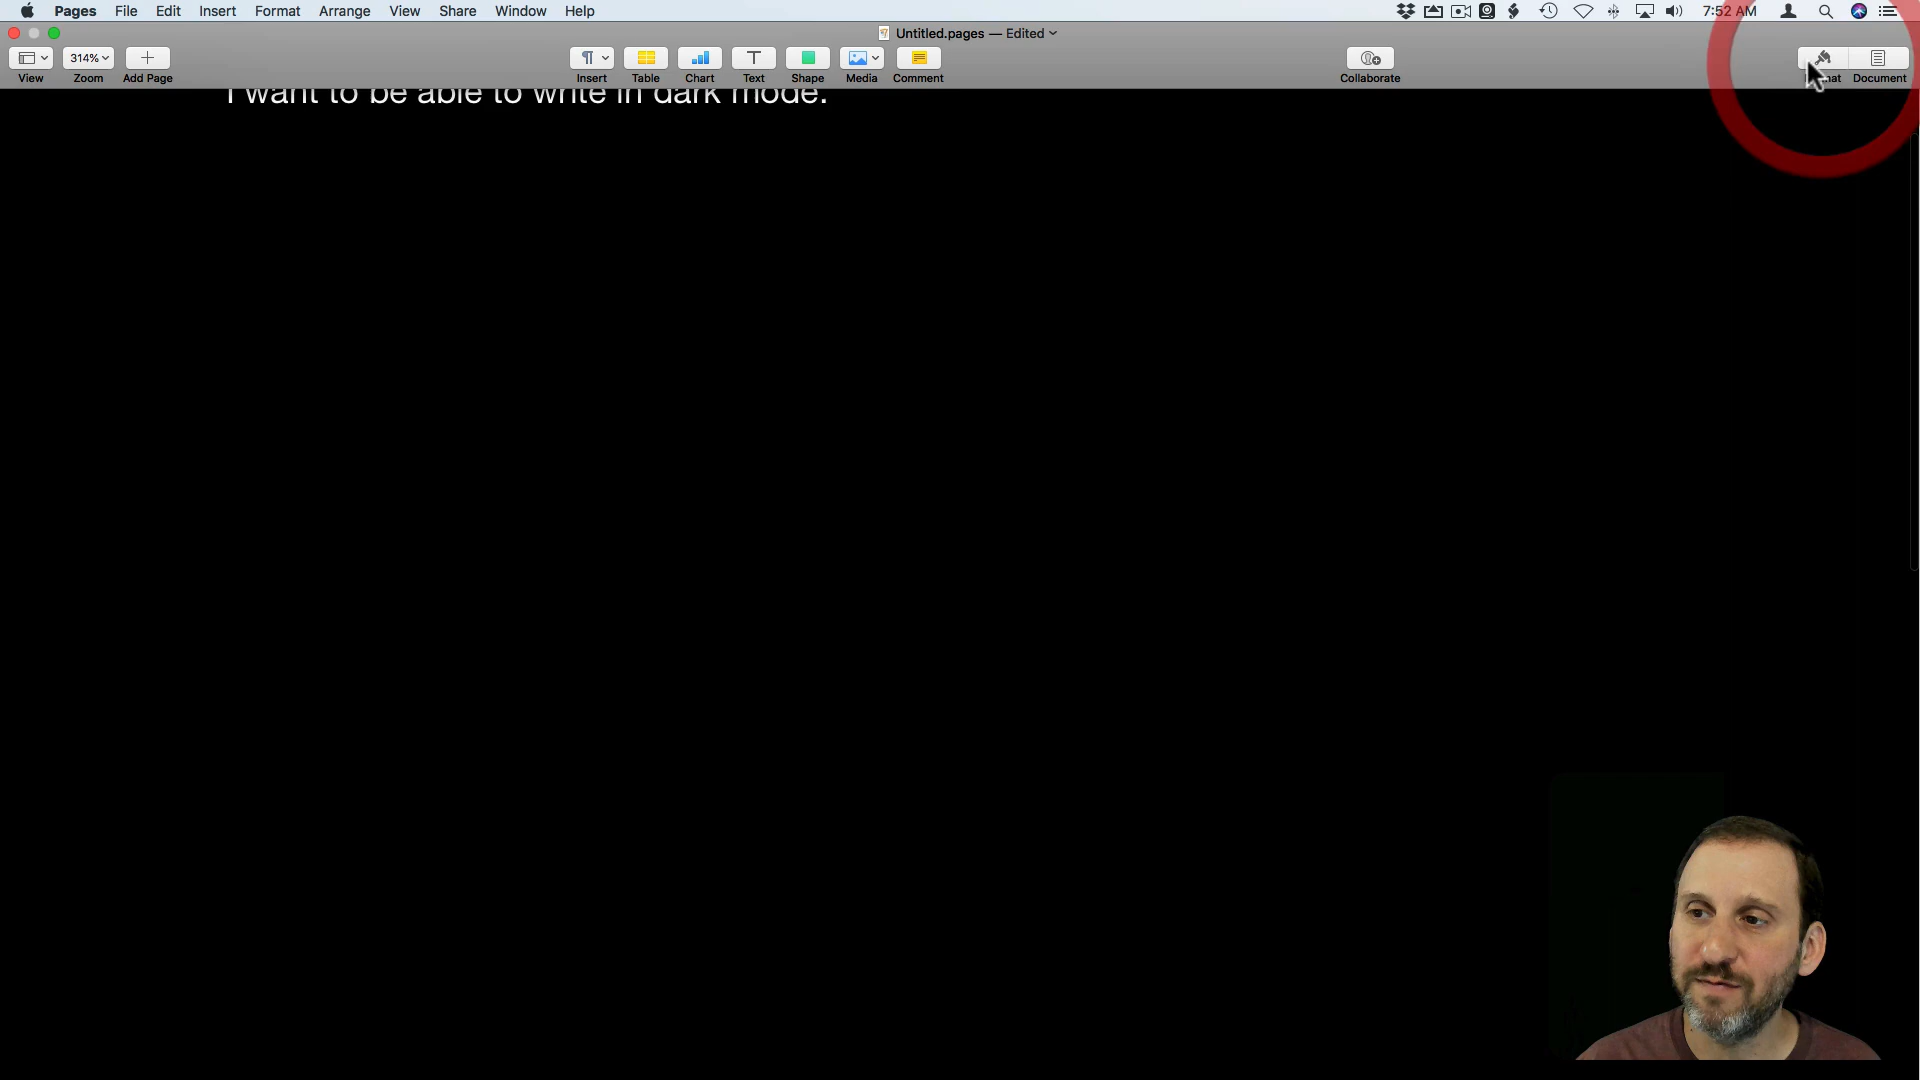 Pages File Edit Insert Format Arrange View Share Window Help 7:52 AM
Untitled.pages — Edited
314%
View Zoom Add Page Insert Table Chart Text Shape Media Comment Collaborate Document
I want to be able to write in dark mode.